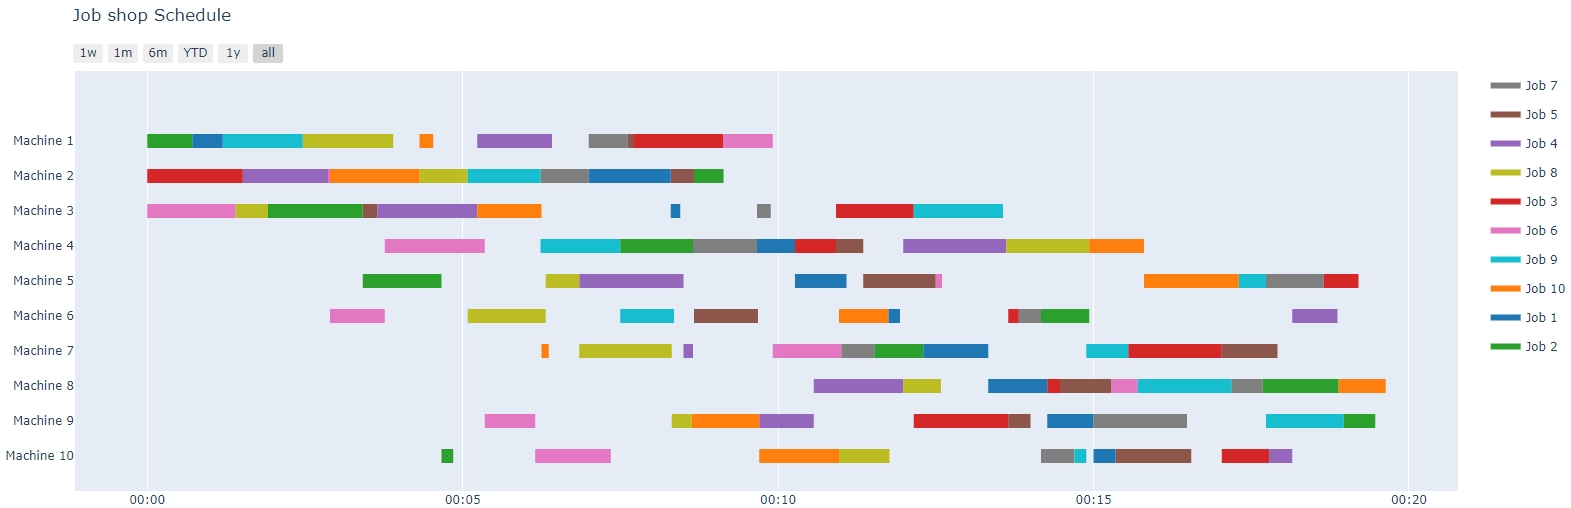 Job shop Schedule
1w 1m 6m YTD 1y all
Machine 1
Machine 2
Machine 3
Machine 4
Machine 5
Machine 6
Machine 7
Machine 8
Machine 9
Machine 10
00:00 00:05 00:10 00:15 00:20
Job 7
Job 5
Job 4
Job 8
Job 3
Job 6
Job 9
Job 10
Job 1
Job 2